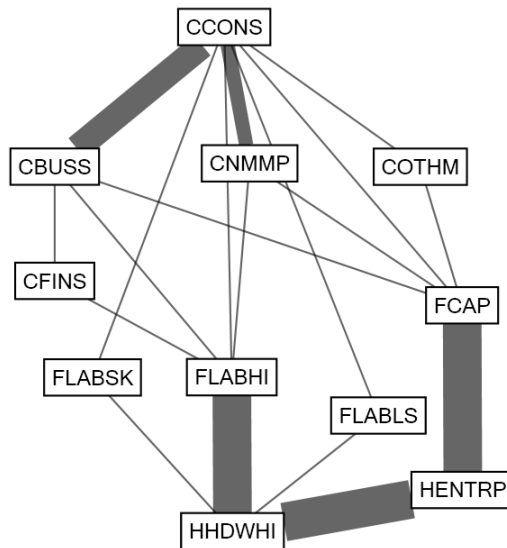 CCONS
CBUSS
CNMMP
COTHM
CFINS
FCAP
FLABSK
FLABHI
FLABLS
HENTRP
HHDWHI